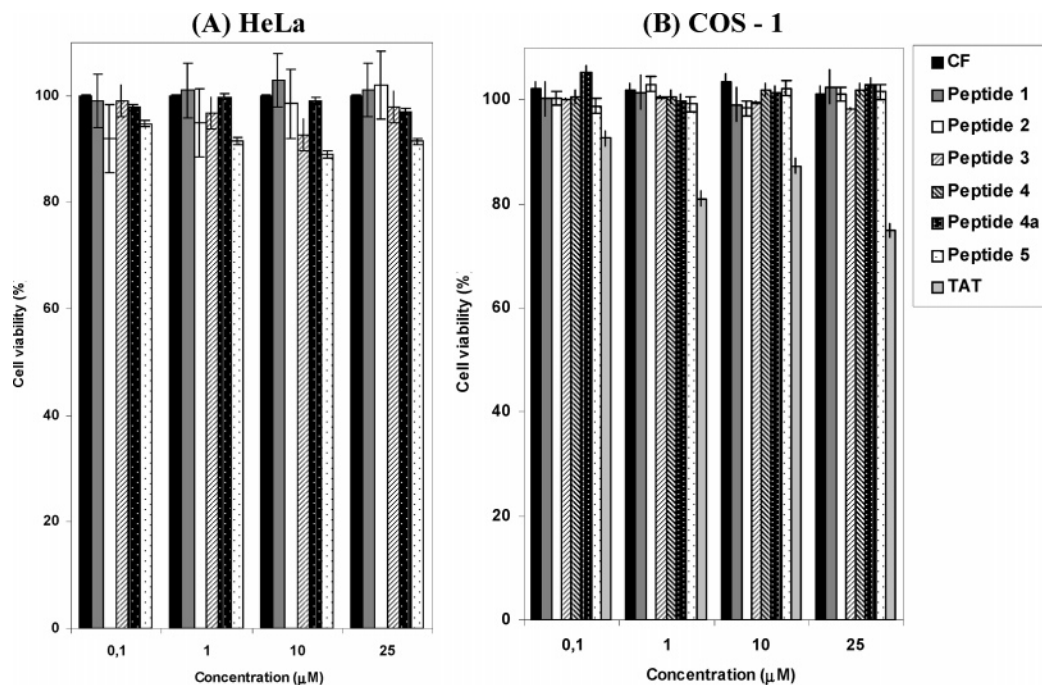 (A) HeLa
100
80
60
40
20
0
Cell viability (%
0,1 1 10 25
Concentration (μM)
(B) COS - 1
100
80
60
40
20
0
Cell viability (%
0,1 1 10 25
Concentration (μM)
CF
Peptide 1
Peptide 2
Peptide 3
Peptide 4
Peptide 4a
Peptide 5
TAT